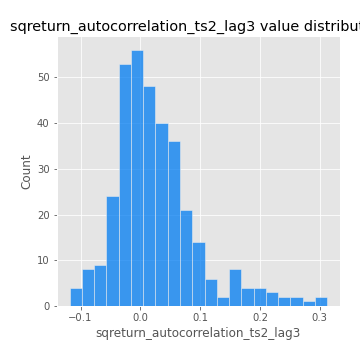 sqreturn_autocorrelation_ts2_lag3 value distribut
Count
50
40
30
20
10
0
−0.1 0.0 0.1 0.2 0.3
sqreturn_autocorrelation_ts2_lag3